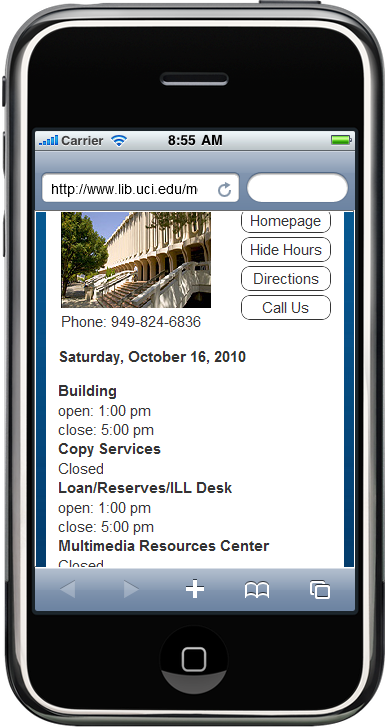 Carrier 8:55 AM
http://www.lib.uci.edu/m
Homepage
Hide Hours
Directions
Call Us
Phone: 949-824-6836
Saturday, October 16, 2010
Building
open: 1:00 pm
close: 5:00 pm
Copy Services
Closed
Loan/Reserves/ILL Desk
open: 1:00 pm
close: 5:00 pm
Multimedia Resources Center
Closed